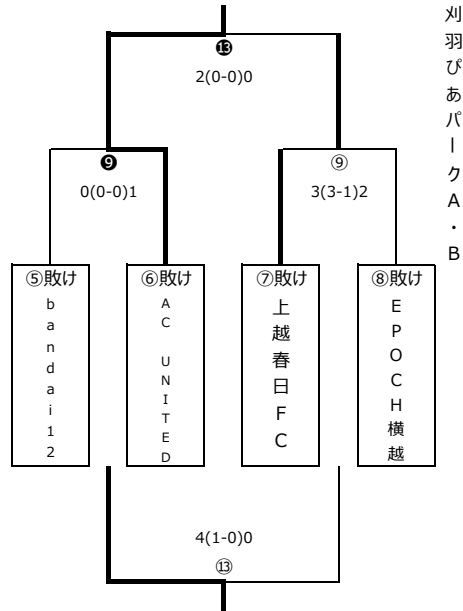 刈羽ぴあパークA・B
⓭
2(0-0)0
❾
0(0-0)1
⑨
3(3-1)2
⑤敗け
bandai12
⑥敗け
AC UNITED
⑦敗け
上越春日FC
⑧敗け
EPOCH横越
4(1-0)0
⑬